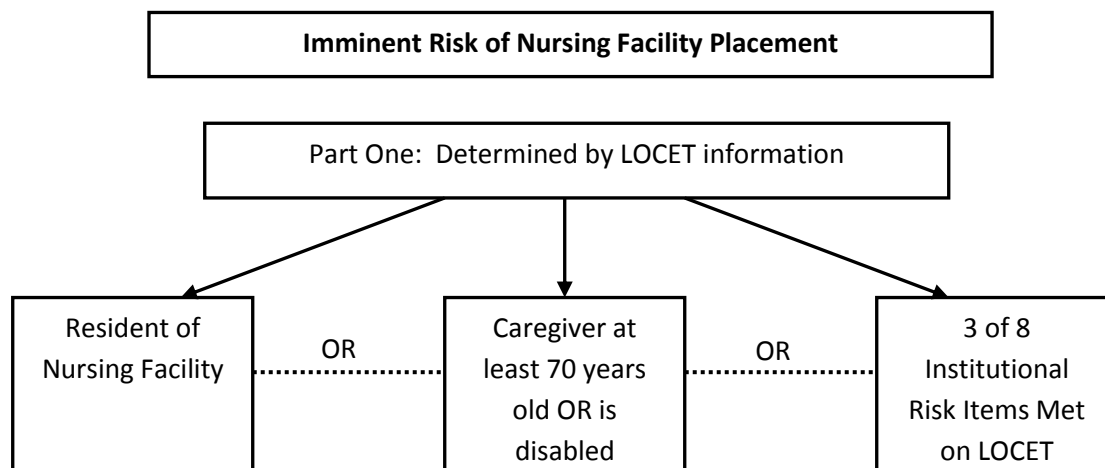 Imminent Risk of Nursing Facility Placement
Part One:  Determined by LOCET information
Resident of
Nursing Facility
OR
Caregiver at
least 70 years
old OR is
disabled
OR
3 of 8
Institutional
Risk Items Met
on LOCET